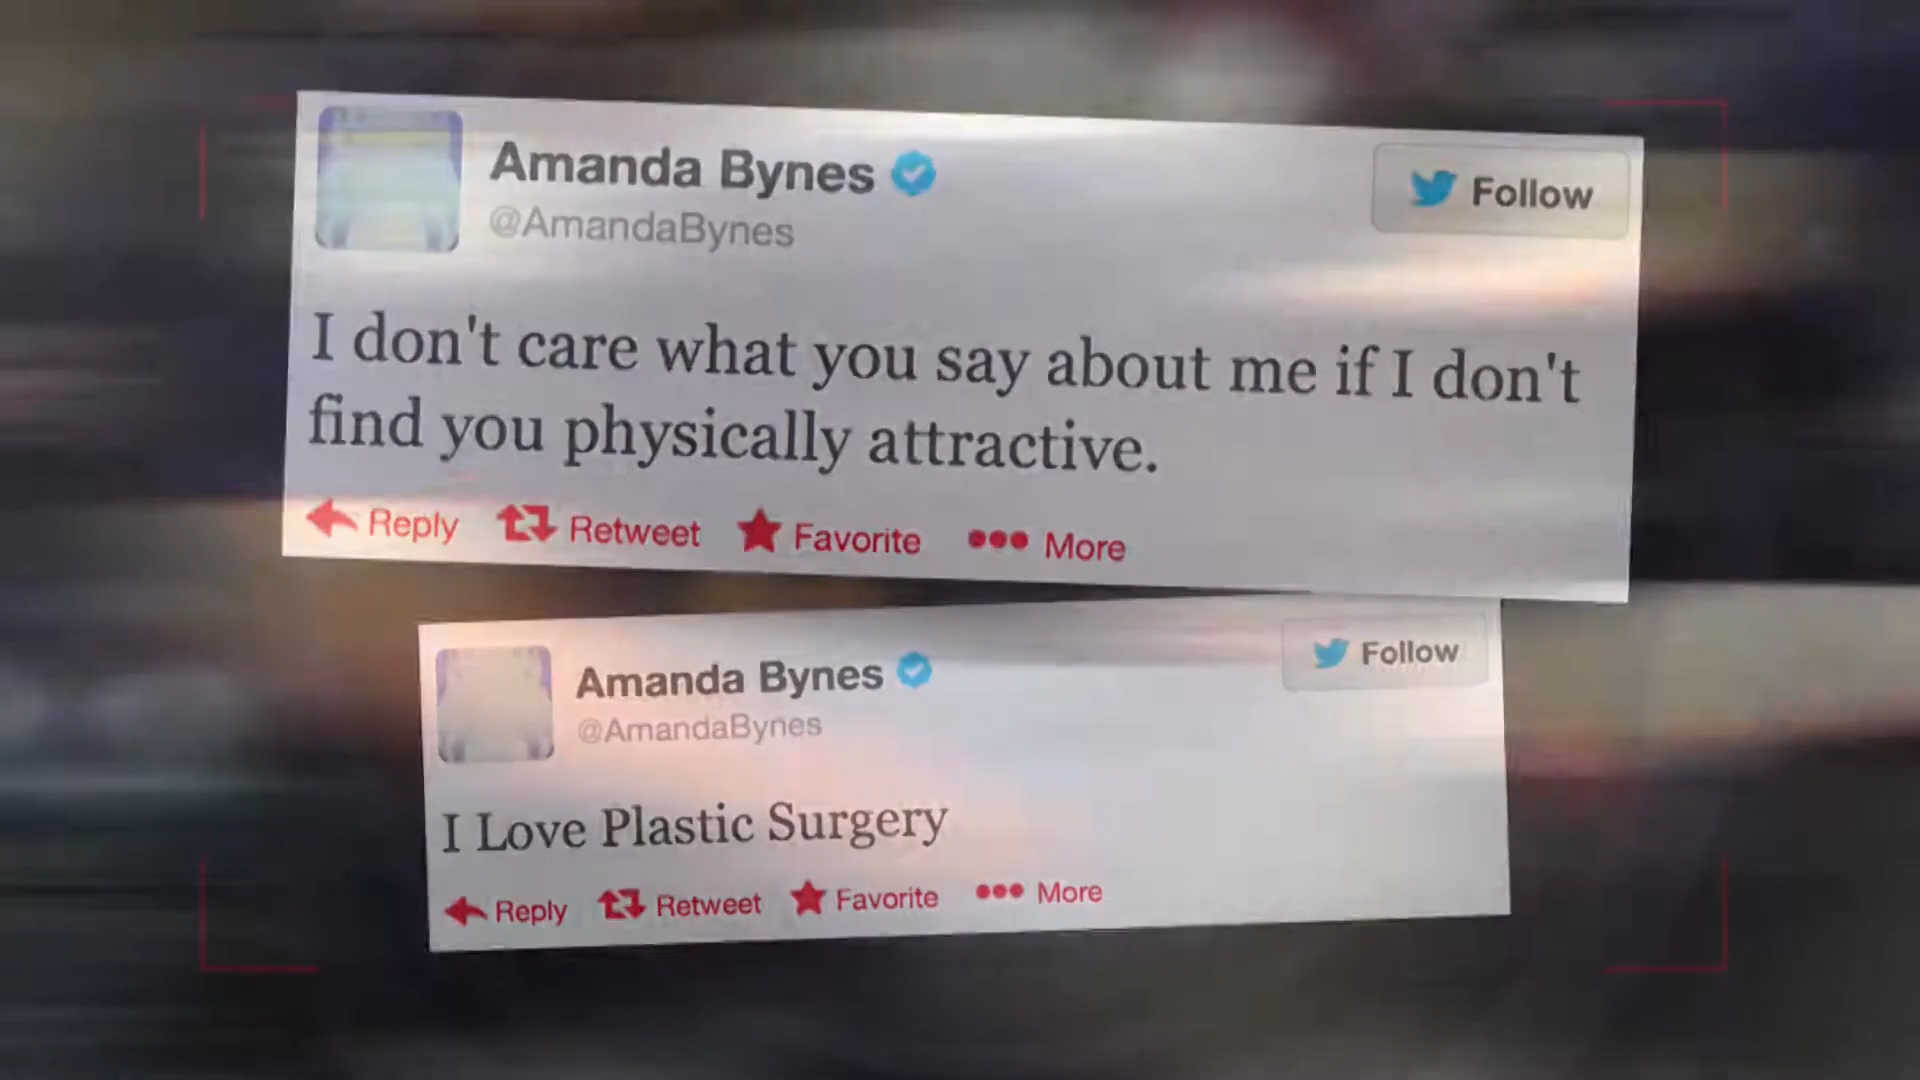 Amanda Bynes
@AmandaBynes
Follow
I don't care what you say about me if I don't
find you physically attractive.
Reply Retweet Favorite More
Amanda Bynes
@AmandaBynes
Follow
I Love Plastic Surgery
Reply Retweet Favorite More